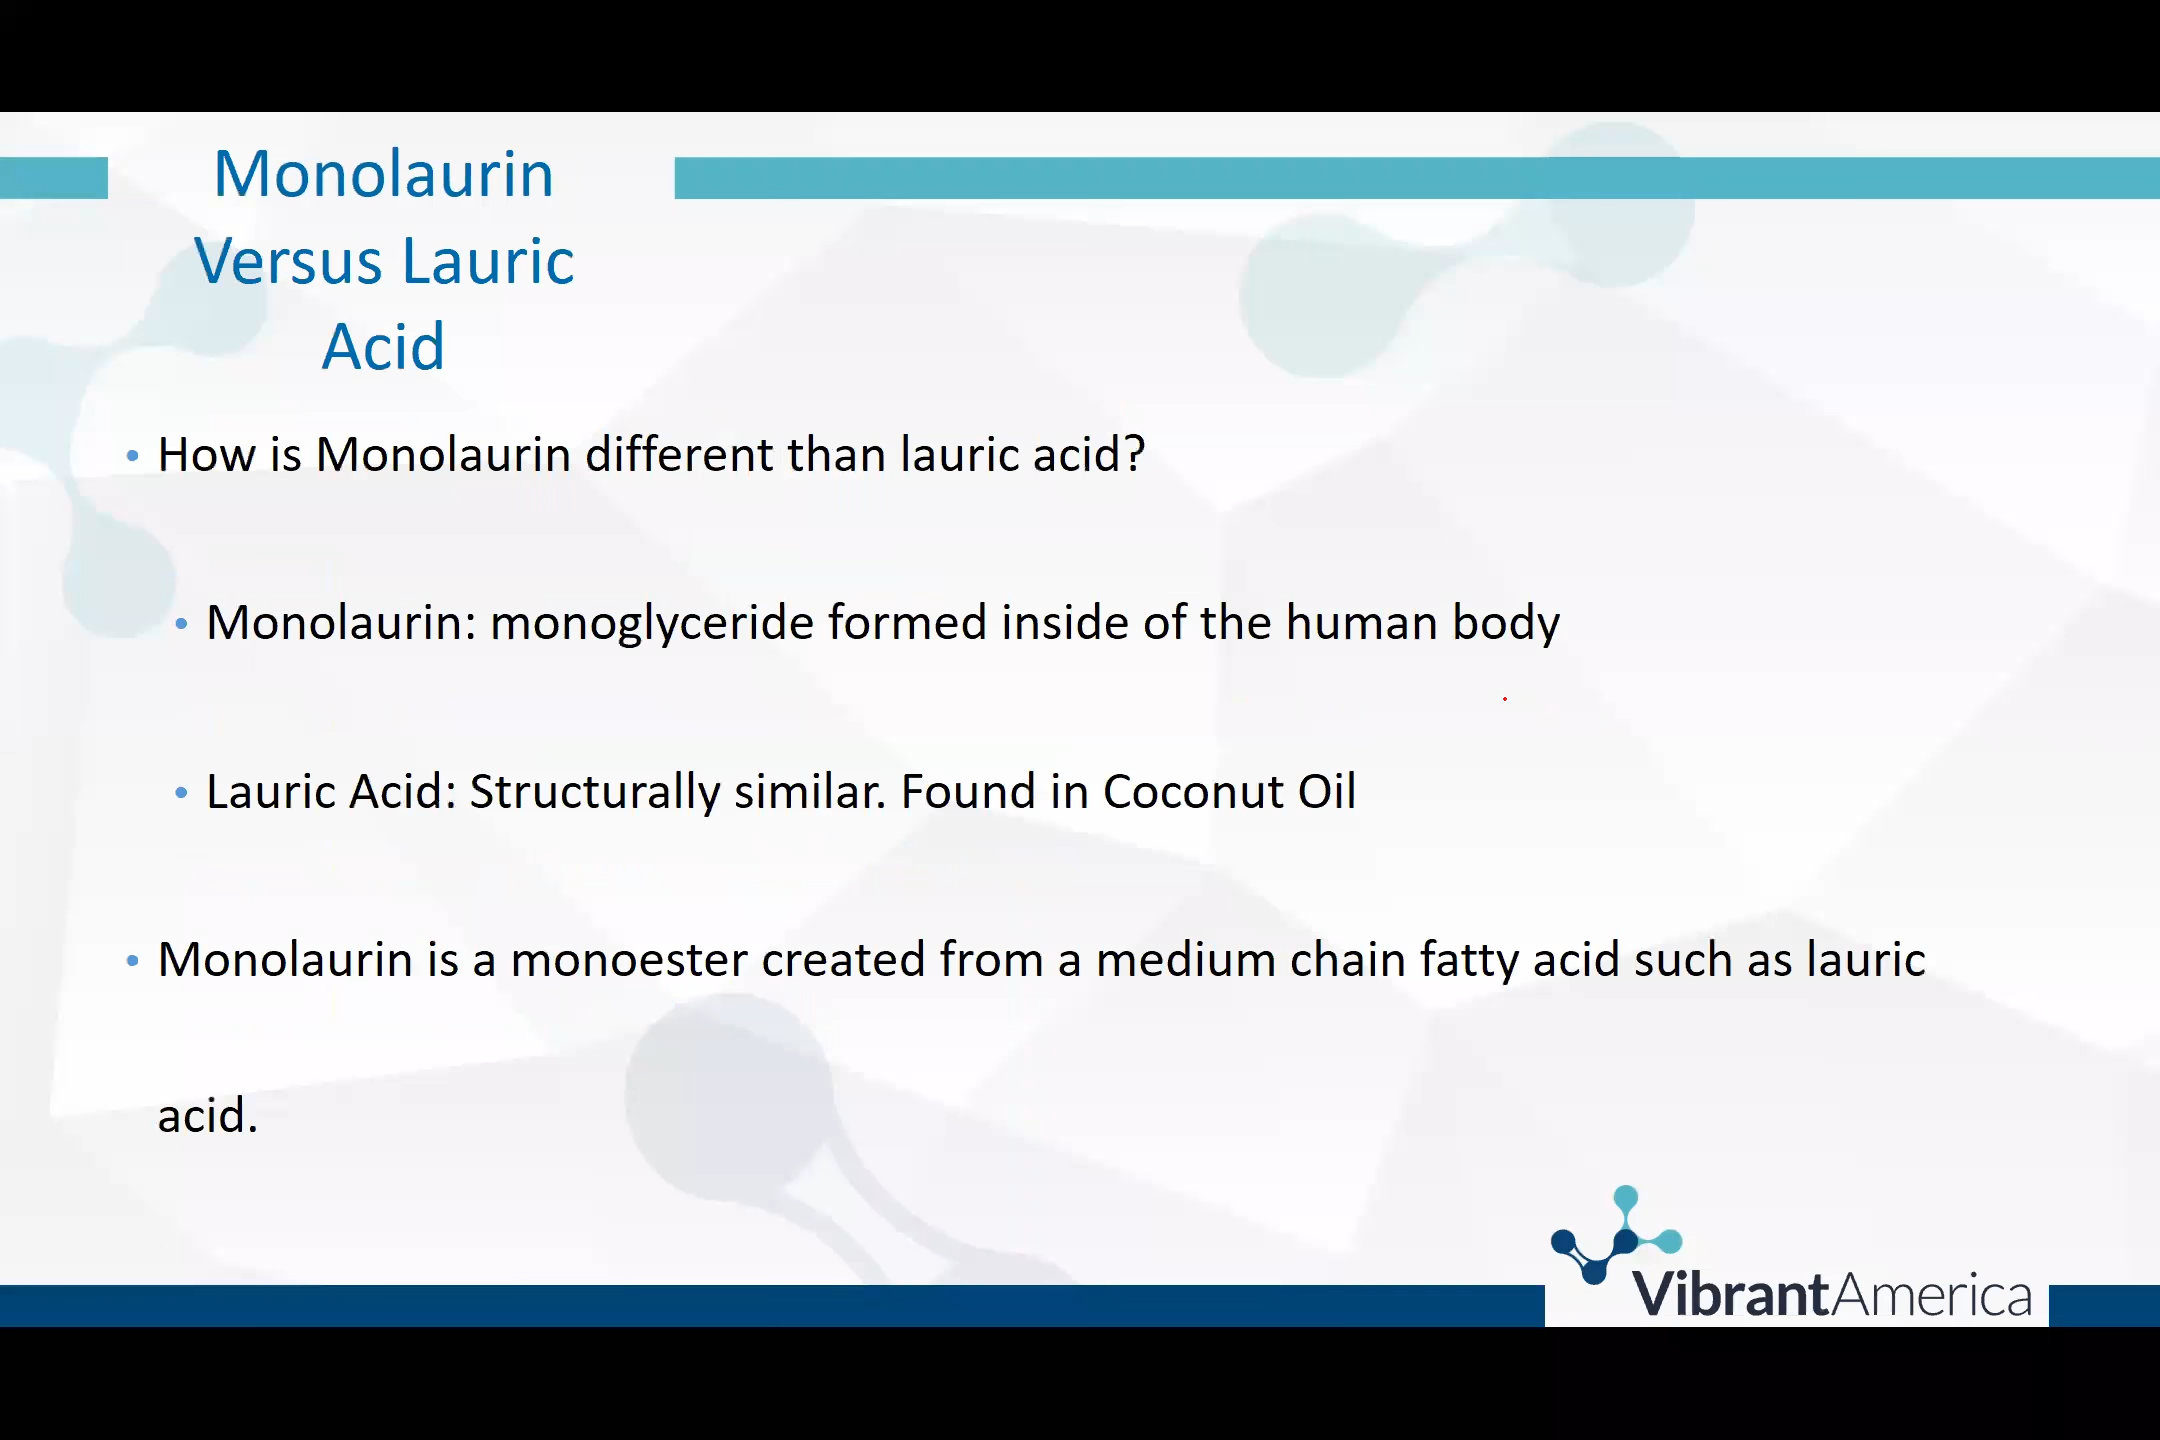 Monolaurin
Versus Lauric
Acid
• How is Monolaurin different than lauric acid?
• Monolaurin: monoglyceride formed inside of the human body
• Lauric Acid: Structurally similar. Found in Coconut Oil
• Monolaurin is a monoester created from a medium chain fatty acid such as lauric
acid.
VibrantAmerica